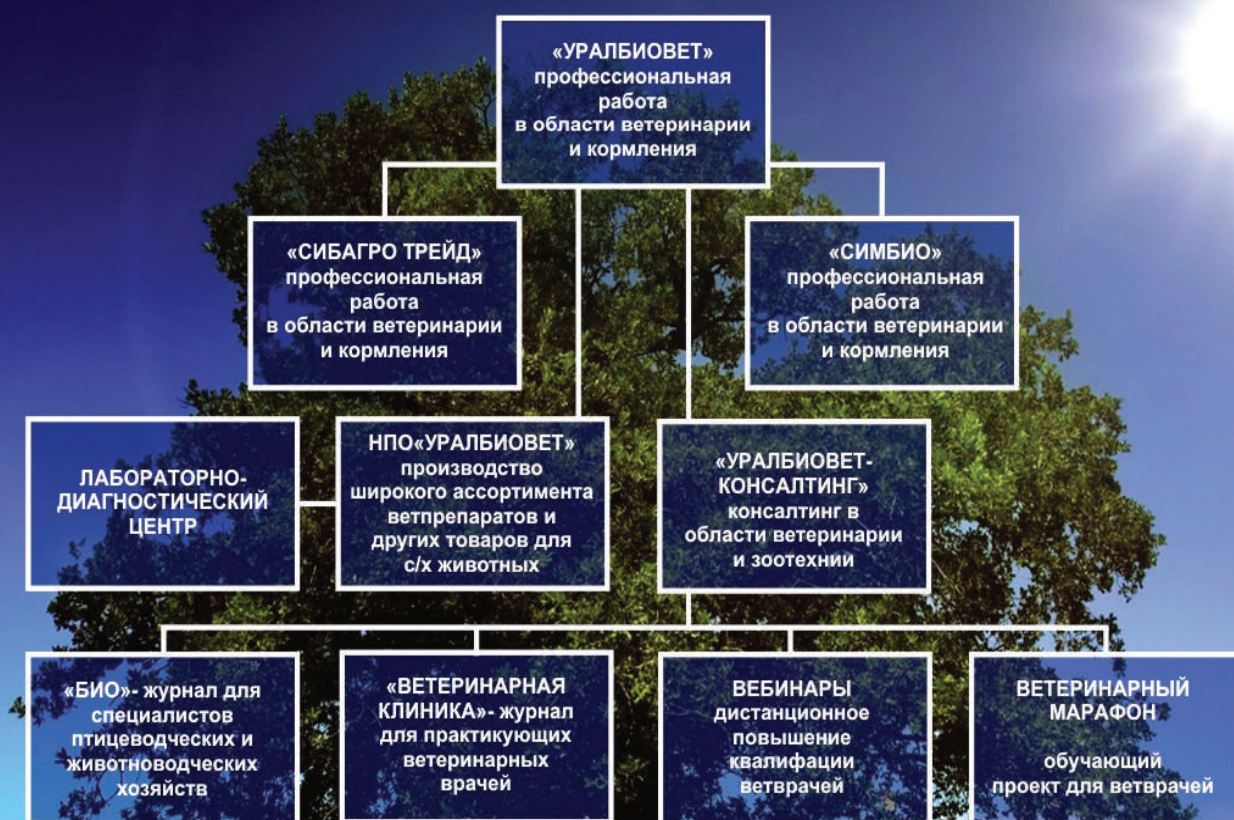 «УРАЛБИОВЕТ»
профессиональная
работа
в области ветеринарии
и кормления
«СИБАГРО ТРЕЙД»
профессиональная
работа
в области ветеринарии
и кормления
«СИМБИО»
профессиональная
работа
в области ветеринарии
и кормления
ЛАБОРАТОРНО-
ДИАГНОСТИЧЕСКИЙ
ЦЕНТР
НПО«УРАЛБИОВЕТ»
производство
широкого ассортимента
ветпрепаратов и
других товаров для
с/х животных
«УРАЛБИОВЕТ-
КОНСАЛТИНГ»
консалтинг в
области ветеринарии
и зоотехнии
«БИО»- журнал для
специалистов
птицеводческих и
животноводческих
хозяйств
«ВЕТЕРИНАРНАЯ
КЛИНИКА»- журнал
для практикующих
ветеринарных
врачей
ВЕБИНАРЫ
дистанционное
повышение
квалифации
ветврачей
ВЕТЕРИНАРНЫЙ
МАРАФОН
обучающий
проект для ветврачей